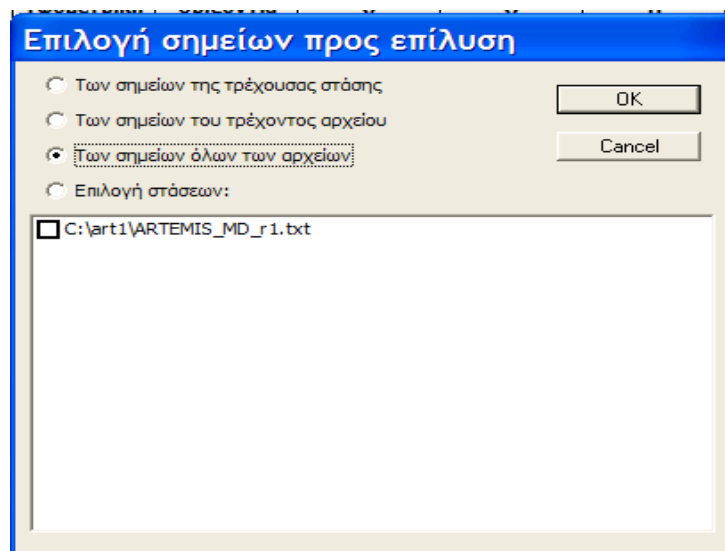 Επιλογή σημείων προς επίλυση
Των σημείων της τρέχουσας στάσης
Των σημείων του τρέχοντος αρχείου
Των σημείων όλων των αρχείων
Επιλογή στάσεων:
OK
Cancel
C:\art1\ARTEMIS_MD_r1.txt